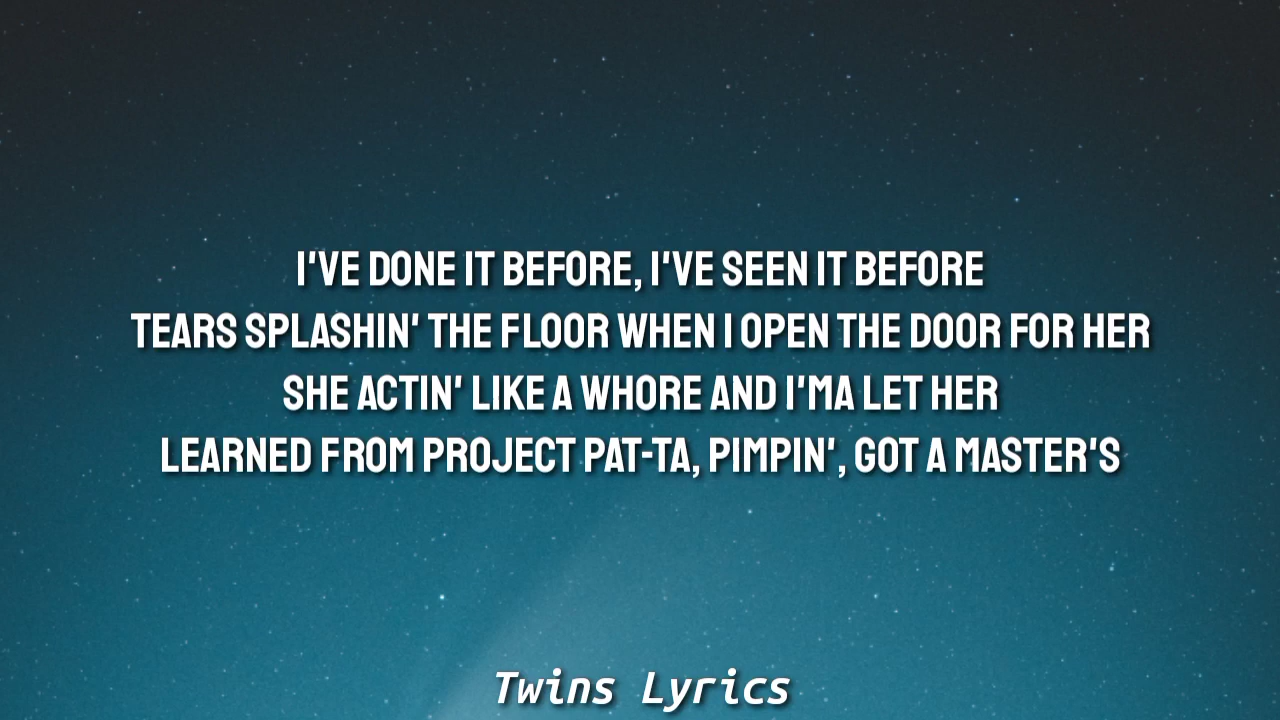 I'VE DONE IT BEFORE, I'VE SEEN IT BEFORE
TEARS SPLASHIN' THE FLOOR WHEN I OPEN THE DOOR FOR HER
SHE ACTIN' LIKE A WHORE AND I'MA LET HER
LEARNED FROM PROJECT PAT-TA, PIMPIN', GOT A MASTER'S
Twins Lyrics